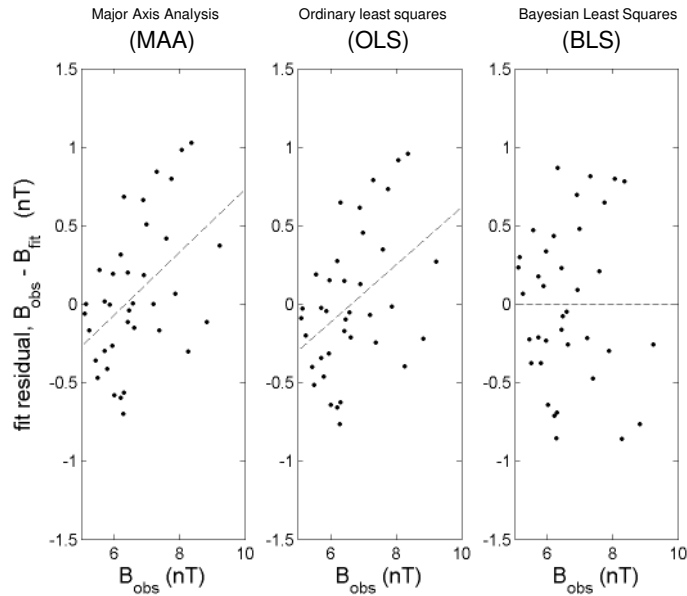 Major Axis Analysis
(MAA)
Ordinary least squares
(OLS)
Bayesian Least Squares
(BLS)
fit residual, B_obs - B_fit (nT)
1.5
1
0.5
0
-0.5
-1
-1.5
6 8 10
B_obs (nT)
1.5
1
0.5
0
-0.5
-1
-1.5
6 8 10
B_obs (nT)
1.5
1
0.5
0
-0.5
-1
-1.5
6 8 10
B_obs (nT)